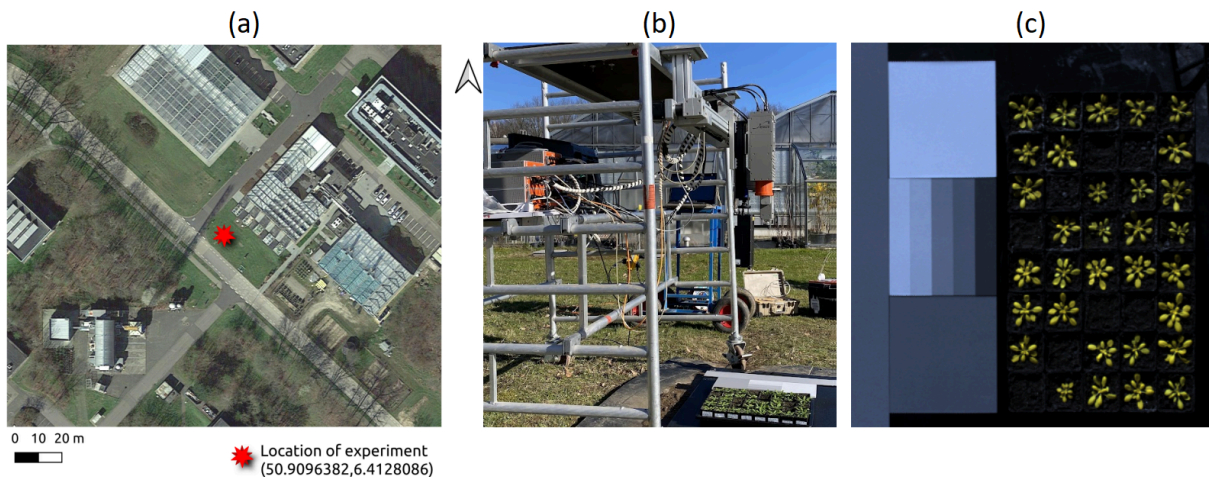 (a)
(b)
(c)
0 10 20 m
Location of experiment
(50.9096382,6.4128086)